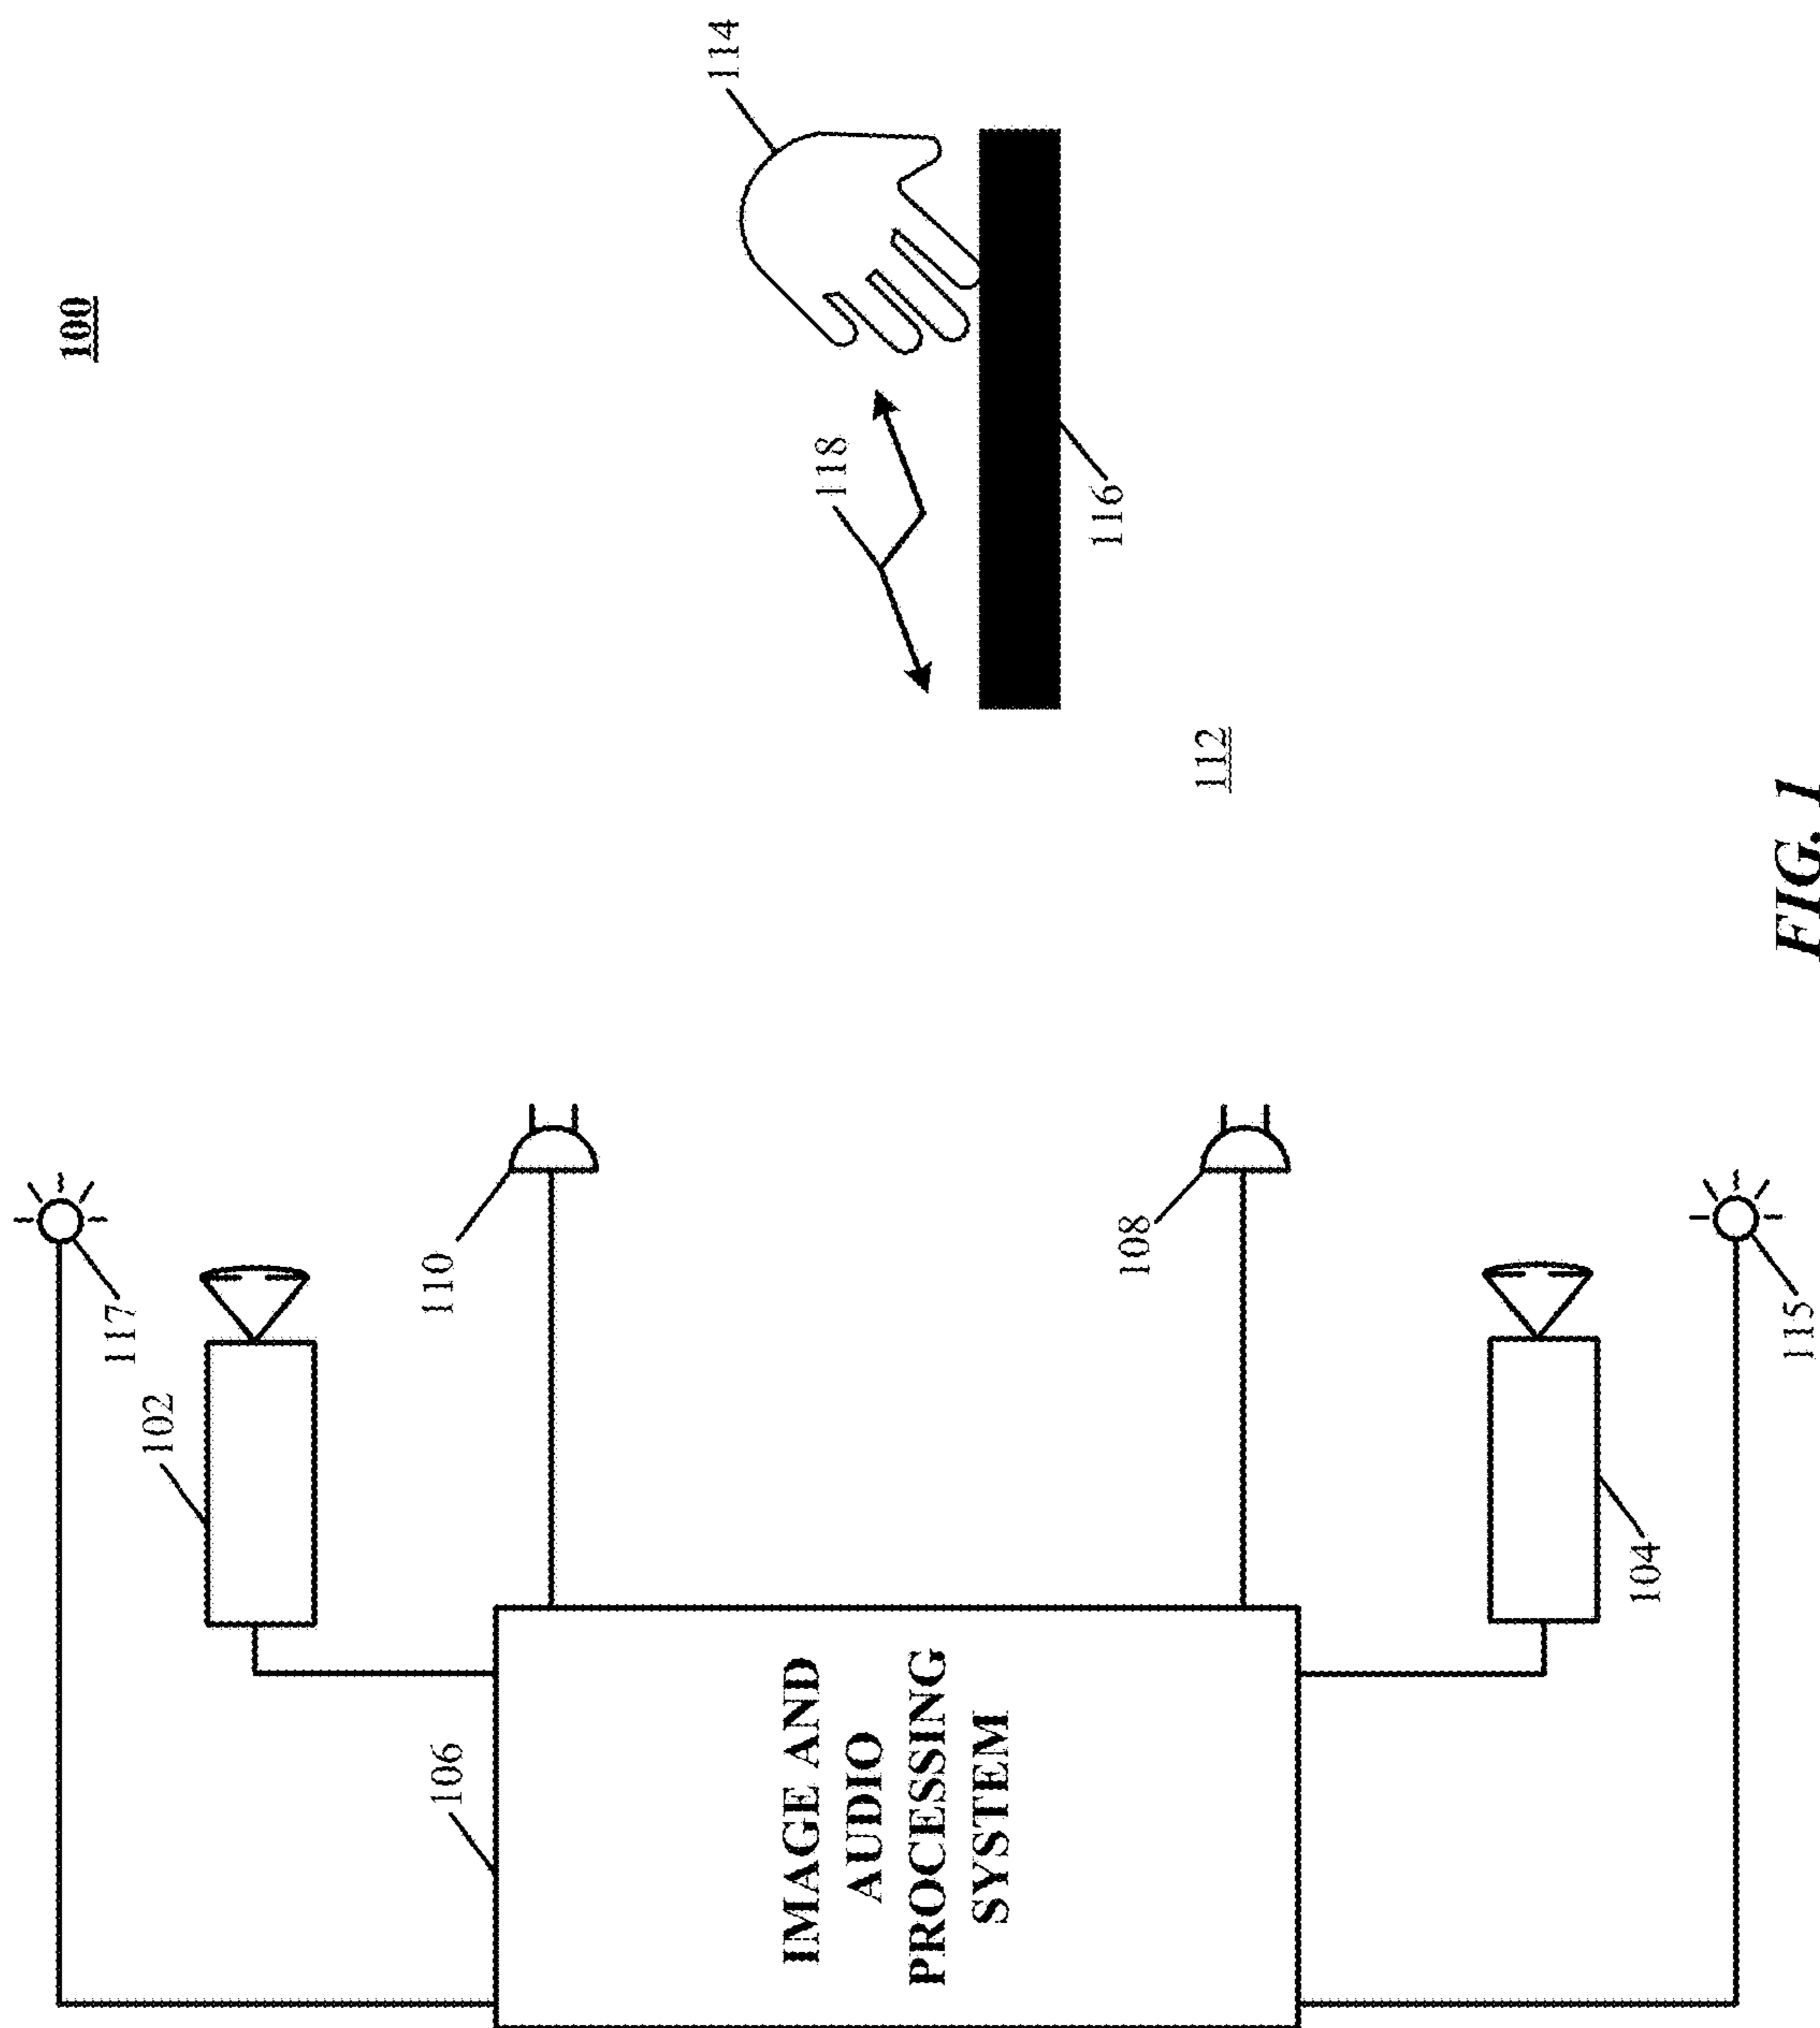 100
117
102
110
106
114
118
IMAGE AND
AUDIO
PROCESSING
SYSTEM
116
108
112
104
115
FIG. 1